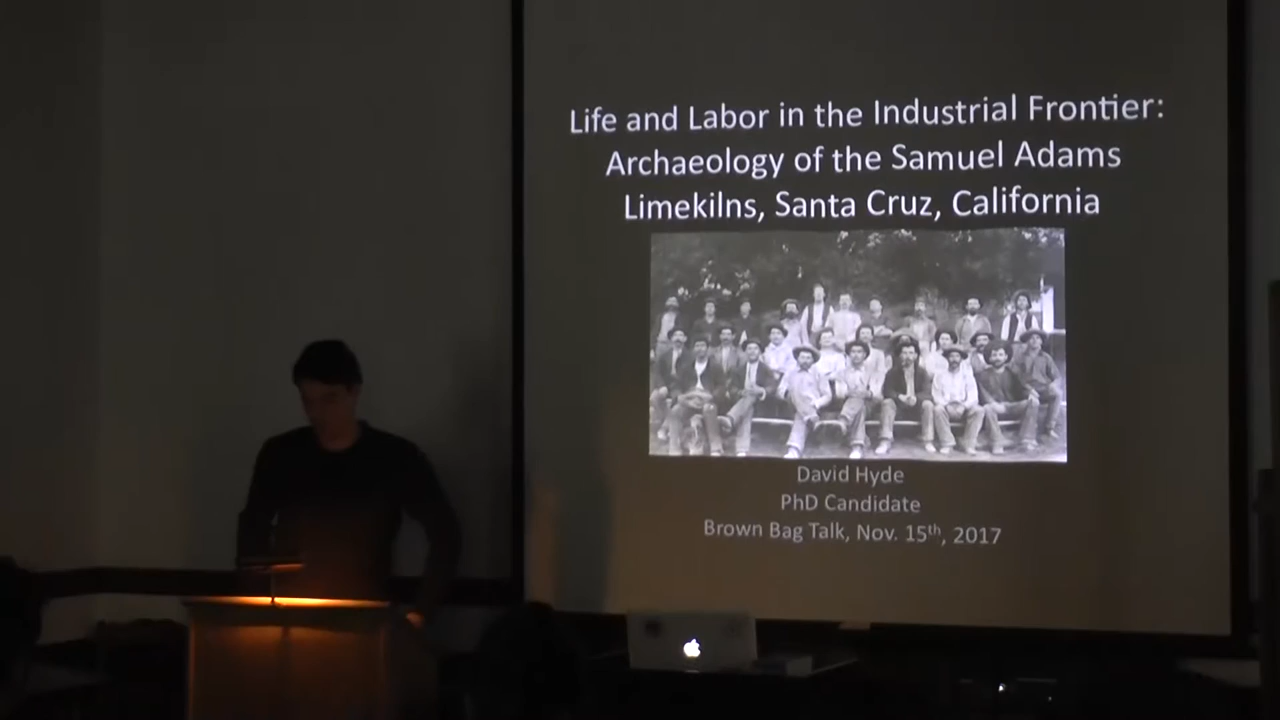 Life and Labor in the Industrial Frontier:
Archaeology of the Samuel Adams
Limekilns, Santa Cruz, California
David Hyde
PhD Candidate
Brown Bag Talk, Nov. 15th, 2017